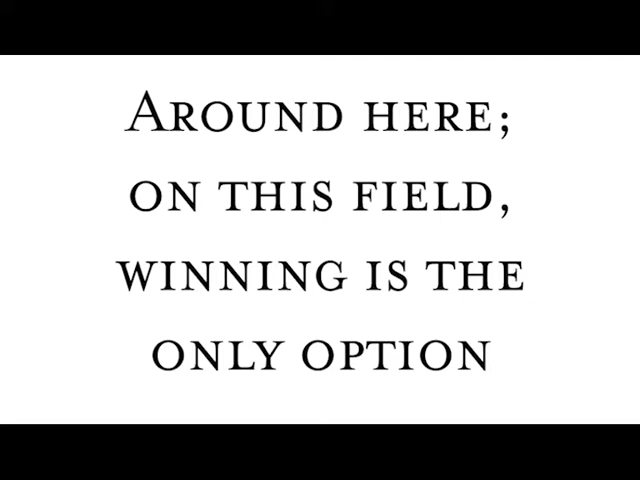 Around here;
on this field,
winning is the
only option